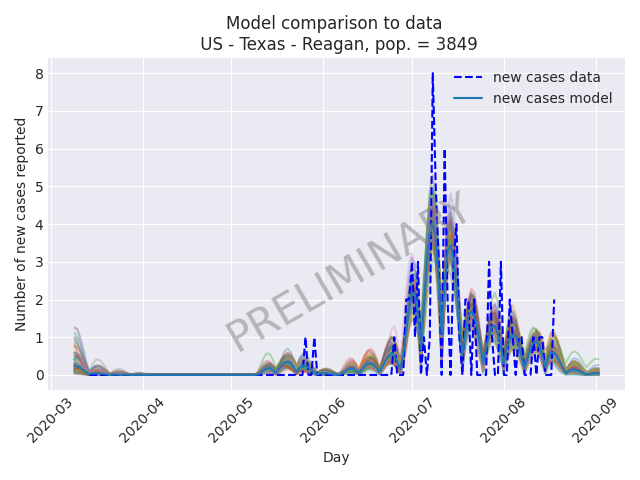 Model comparison to data
US - Texas - Reagan, pop. = 3849
new cases data
new cases model
Number of new cases reported
8
7
6
5
4
3
2
1
0
PRELIMINARY
2020-03
2020-04
2020-05
2020-06
2020-07
2020-08
2020-09
Day